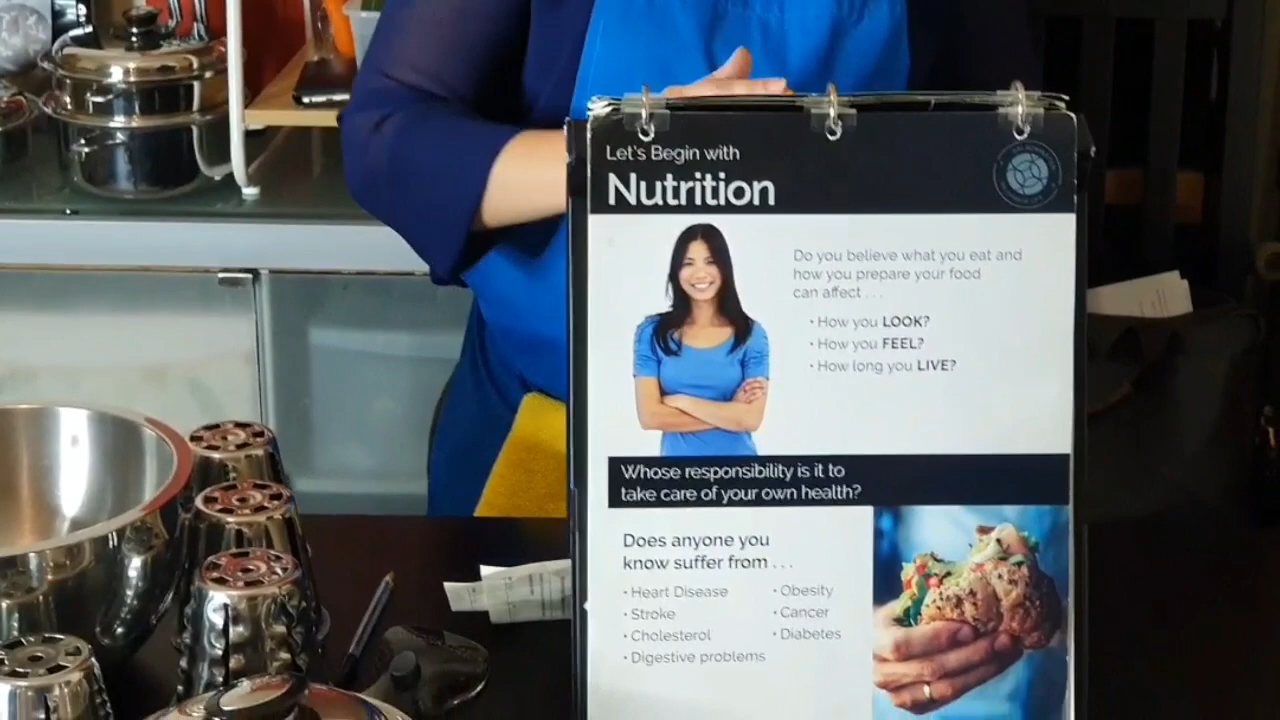 Let's Begin with
Nutrition
Do you believe what you eat and
how you prepare your food
can affect . . .
• How you LOOK?
• How you FEEL?
• How long you LIVE?
Whose responsibility is it to
take care of your own health?
Does anyone you
know suffer from . . .
• Heart Disease
• Stroke
• Cholesterol
• Digestive problems
• Obesity
• Cancer
• Diabetes